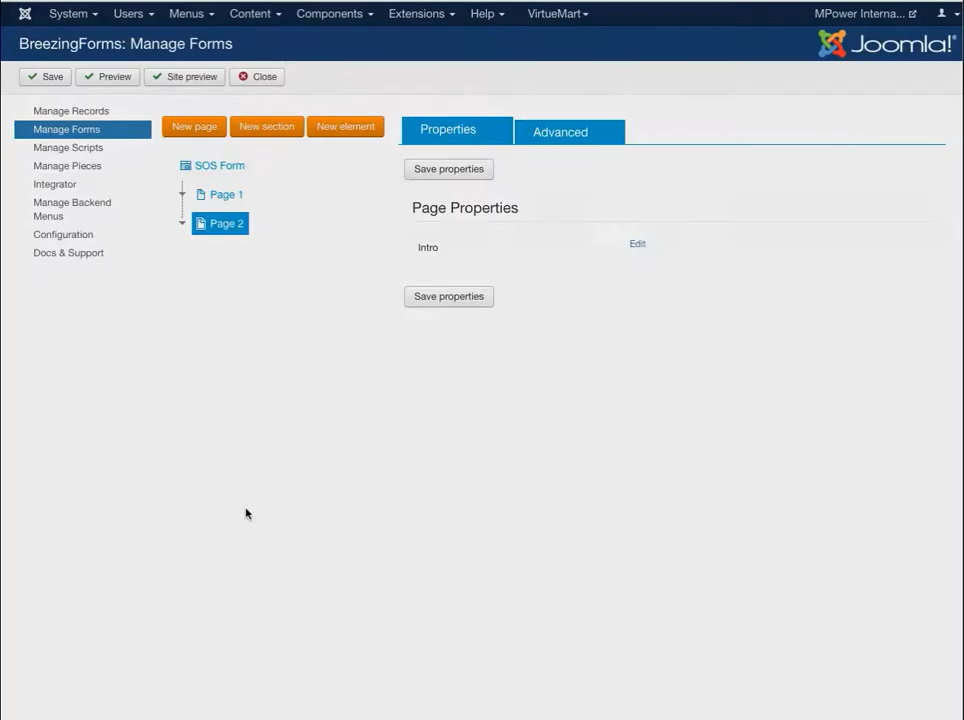 System Users Menus Content Components Extensions Help VirtueMart MPower Interna...
BreezingForms: Manage Forms Joomla!®
Save Preview Site preview Close
Manage Records
Manage Forms
Manage Scripts
Manage Pieces
Integrator
Manage Backend
Menus
Configuration
Docs & Support
New page New section New element
SOS Form
Page 1
Page 2
Properties Advanced
Save properties
Page Properties
Intro Edit
Save properties